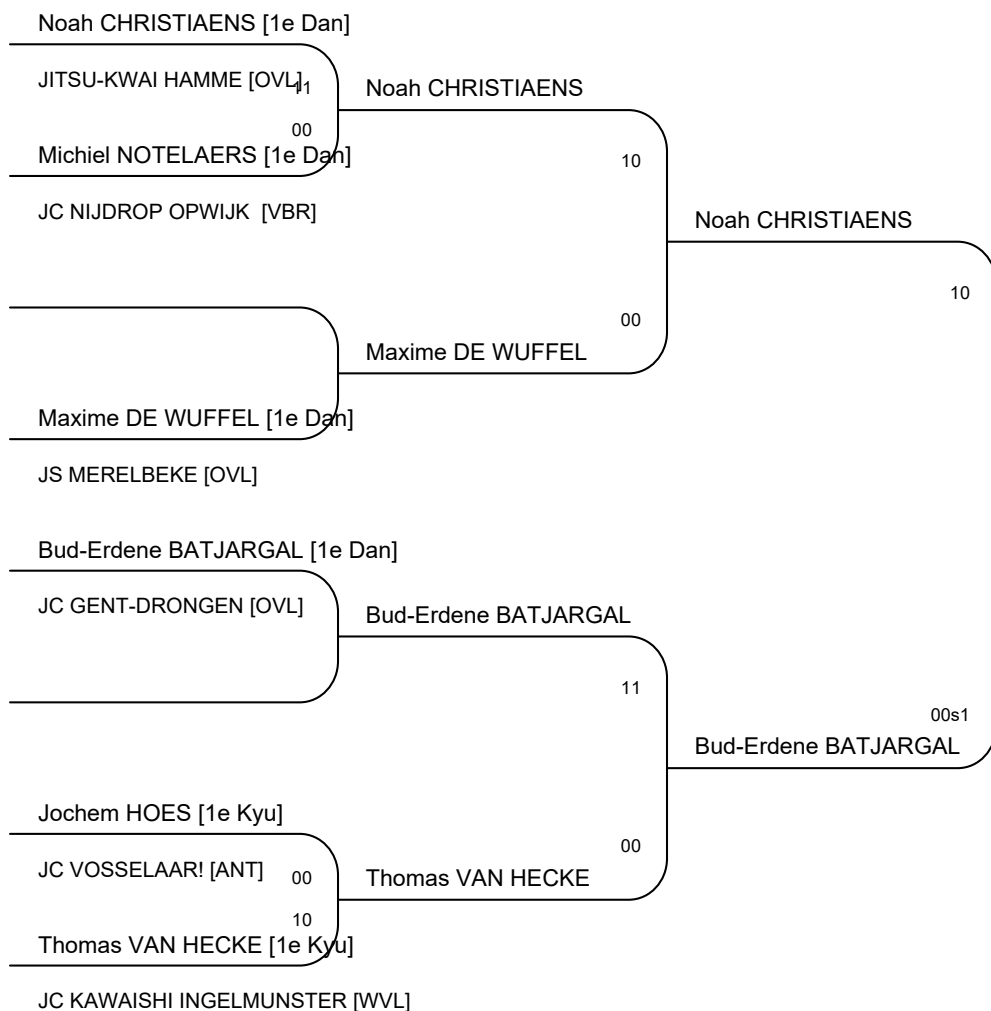 Noah CHRISTIAENS [1e Dan]
JITSU-KWAI HAMME [OVL]
11
00
Michiel NOTELAERS [1e Dan]
JC NIJDROP OPWIJK [VBR]
Maxime DE WUFFEL [1e Dan]
JS MERELBEKE [OVL]
Bud-Erdene BATJARGAL [1e Dan]
JC GENT-DRONGEN [OVL]
Jochem HOES [1e Kyu]
JC VOSSELAAR! [ANT]
00
10
Thomas VAN HECKE [1e Kyu]
JC KAWAISHI INGELMUNSTER [WVL]
Noah CHRISTIAENS
10
00
Maxime DE WUFFEL
Bud-Erdene BATJARGAL
11
00
Thomas VAN HECKE
Noah CHRISTIAENS
10
00s1
Bud-Erdene BATJARGAL